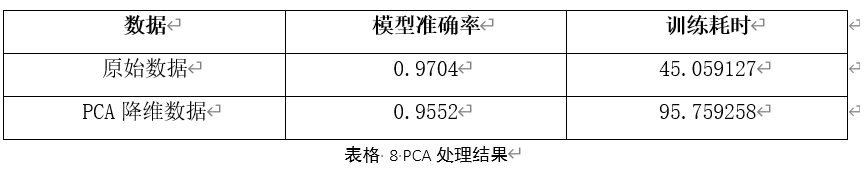 数据 模型准确率 训练耗时
原始数据 0.9704 45.059127
PCA 降维数据 0.9552 95.759258
表格 8 PCA 处理结果